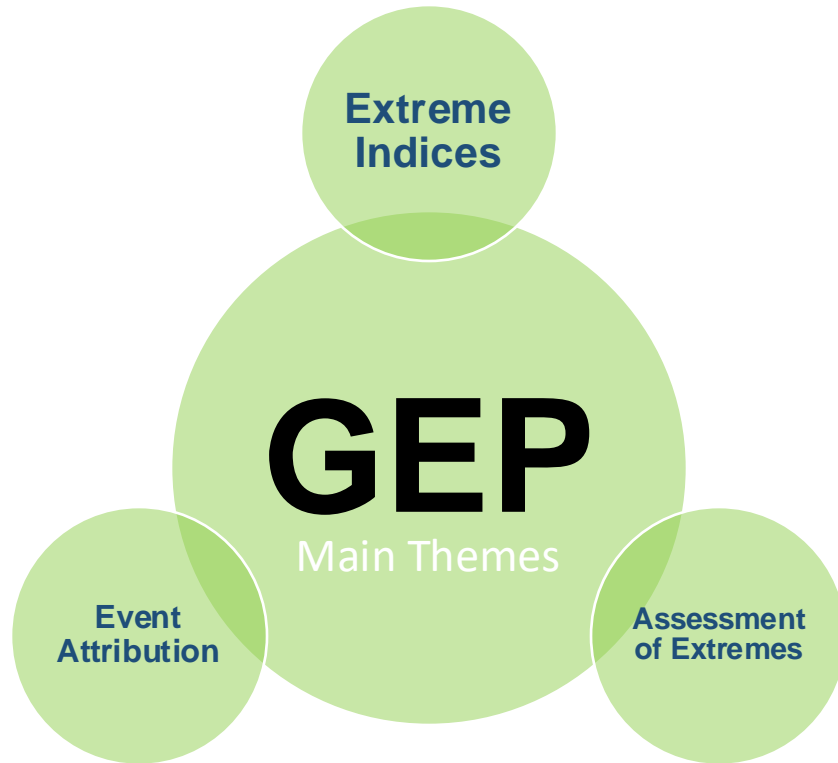 Extreme
Indices
GEP
Main Themes
Event
Attribution
Assessment
of Extremes